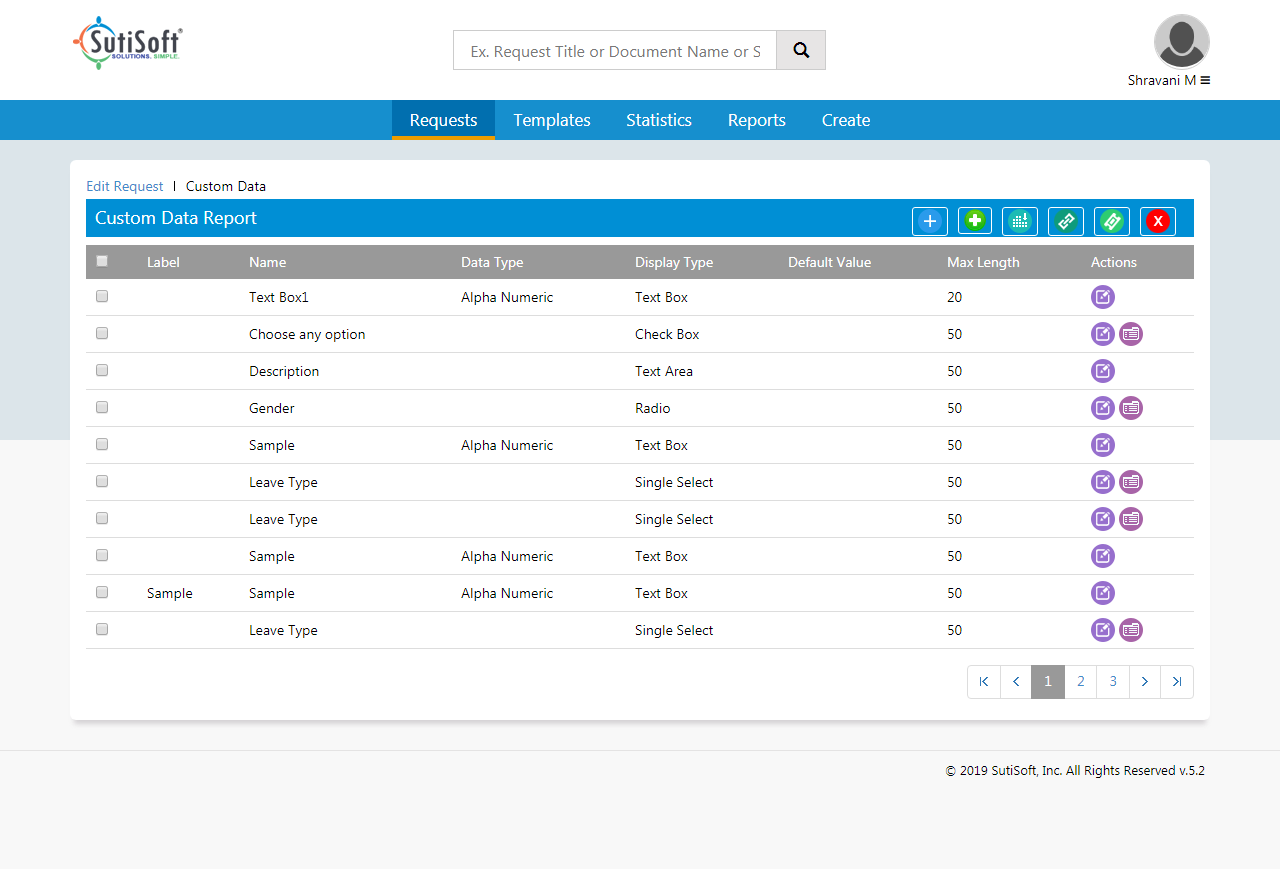 SutiSoft®
SOLUTIONS. SIMPLE.
Ex. Request Title or Document Name or S
Shravani M
Requests Templates Statistics Reports Create
Edit Request | Custom Data
Custom Data Report X
Label Name Data Type Display Type Default Value Max Length Actions
Text Box1 Alpha Numeric Text Box 20
Choose any option Check Box 50
Description Text Area 50
Gender Radio 50
Sample Alpha Numeric Text Box 50
Leave Type Single Select 50
Leave Type Single Select 50
Sample Alpha Numeric Text Box 50
Sample Sample Alpha Numeric Text Box 50
Leave Type Single Select 50
1 2 3
© 2019 SutiSoft, Inc. All Rights Reserved v.5.2